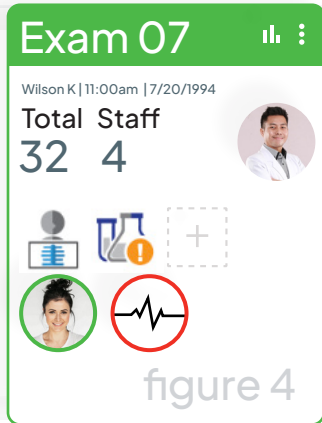 Exam 07
Wilson K | 11:00am | 7/20/1994
Total Staff
32 4
figure 4